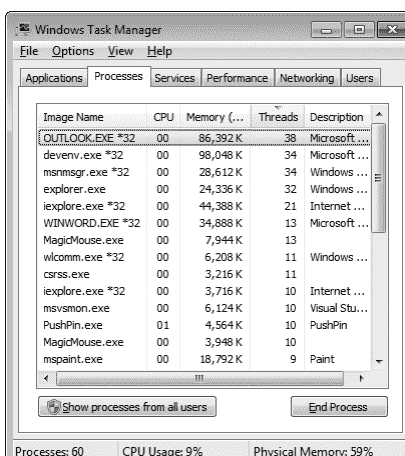 Windows Task Manager
File Options View Help
Applications Processes Services Performance Networking Users
Image Name CPU Memory (... Threads Description
OUTLOOK.EXE *32 00 86,392 K 38 Microsoft ...
devenv.exe *32 00 98,048 K 34 Microsoft ...
msnmsgr.exe *32 00 28,612 K 34 Windows ...
explorer.exe 00 24,336 K 32 Windows ...
iexplore.exe *32 00 44,388 K 21 Internet ...
WINWORD.EXE *32 00 34,888 K 13 Microsoft ...
MagicMouse.exe 00 7,944 K 13
wlcomm.exe *32 00 6,208 K 11 Windows ...
csrss.exe 00 3,216 K 11
iexplore.exe *32 00 3,716 K 10 Internet ...
msvsmon.exe 00 6,124 K 10 Visual Stu...
PushPin.exe 01 4,564 K 10 PushPin
MagicMouse.exe 00 3,948 K 10
mspaint.exe 00 18,792 K 9 Paint
Show processes from all users End Process
Processes: 60 CPU Usage: 9% Physical Memory: 59%